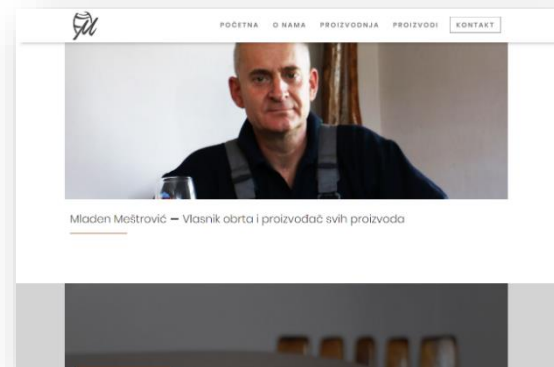 POČETNA O NAMA PROIZVODNJA PROIZVODI KONTAKT
Mladen Meštrović — Vlasnik obrta i proizvođač svih proizvoda